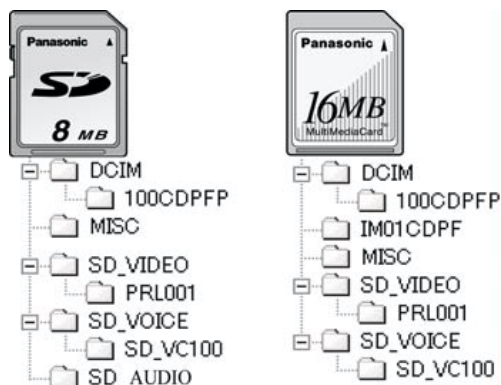 Panasonic
SD
8 MB
DCIM
100CDPFP
MISC
SD_VIDEO
PRL001
SD_VOICE
SD_VC100
SD_AUDIO
Panasonic
16MB
MultiMediaCard™
DCIM
100CDPFP
IM01CDPF
MISC
SD_VIDEO
PRL001
SD_VOICE
SD_VC100